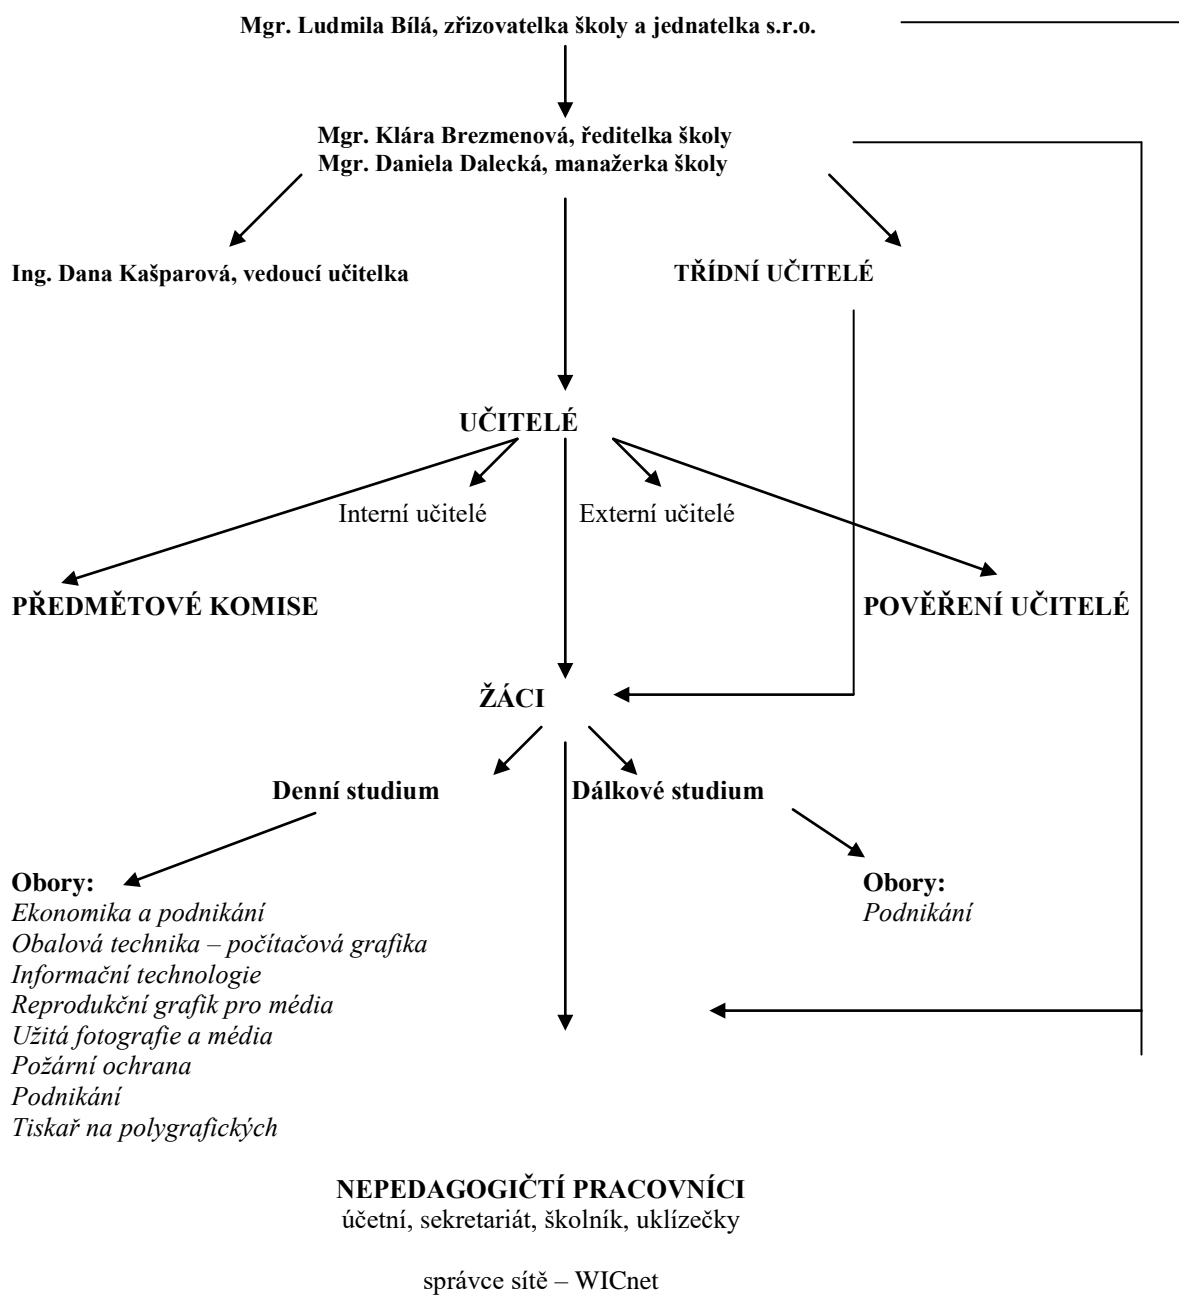 Mgr. Ludmila Bílá, zřizovatelka školy a jednatelka s.r.o.
Mgr. Klára Brezmenová, ředitelka školy
Mgr. Daniela Dalecká, manažerka školy
Ing. Dana Kašparová, vedoucí učitelka
TŘÍDNÍ UČITELÉ
UČITELÉ
Interní učitelé
Externí učitelé
PŘEDMĚTOVÉ KOMISE
POVĚŘENÍ UČITELÉ
ŽÁCI
Denní studium
Dálkové studium
Obory:
Ekonomika a podnikání
Obalová technika – počítačová grafika
Informační technologie
Reprodukční grafik pro média
Užitá fotografie a média
Požární ochrana
Podnikání
Tiskař na polygrafických
Obory:
Podnikání
NEPEDAGOGIČTÍ PRACOVNÍCI
účetní, sekretariát, školník, uklízečky
správce sítě – WICnet